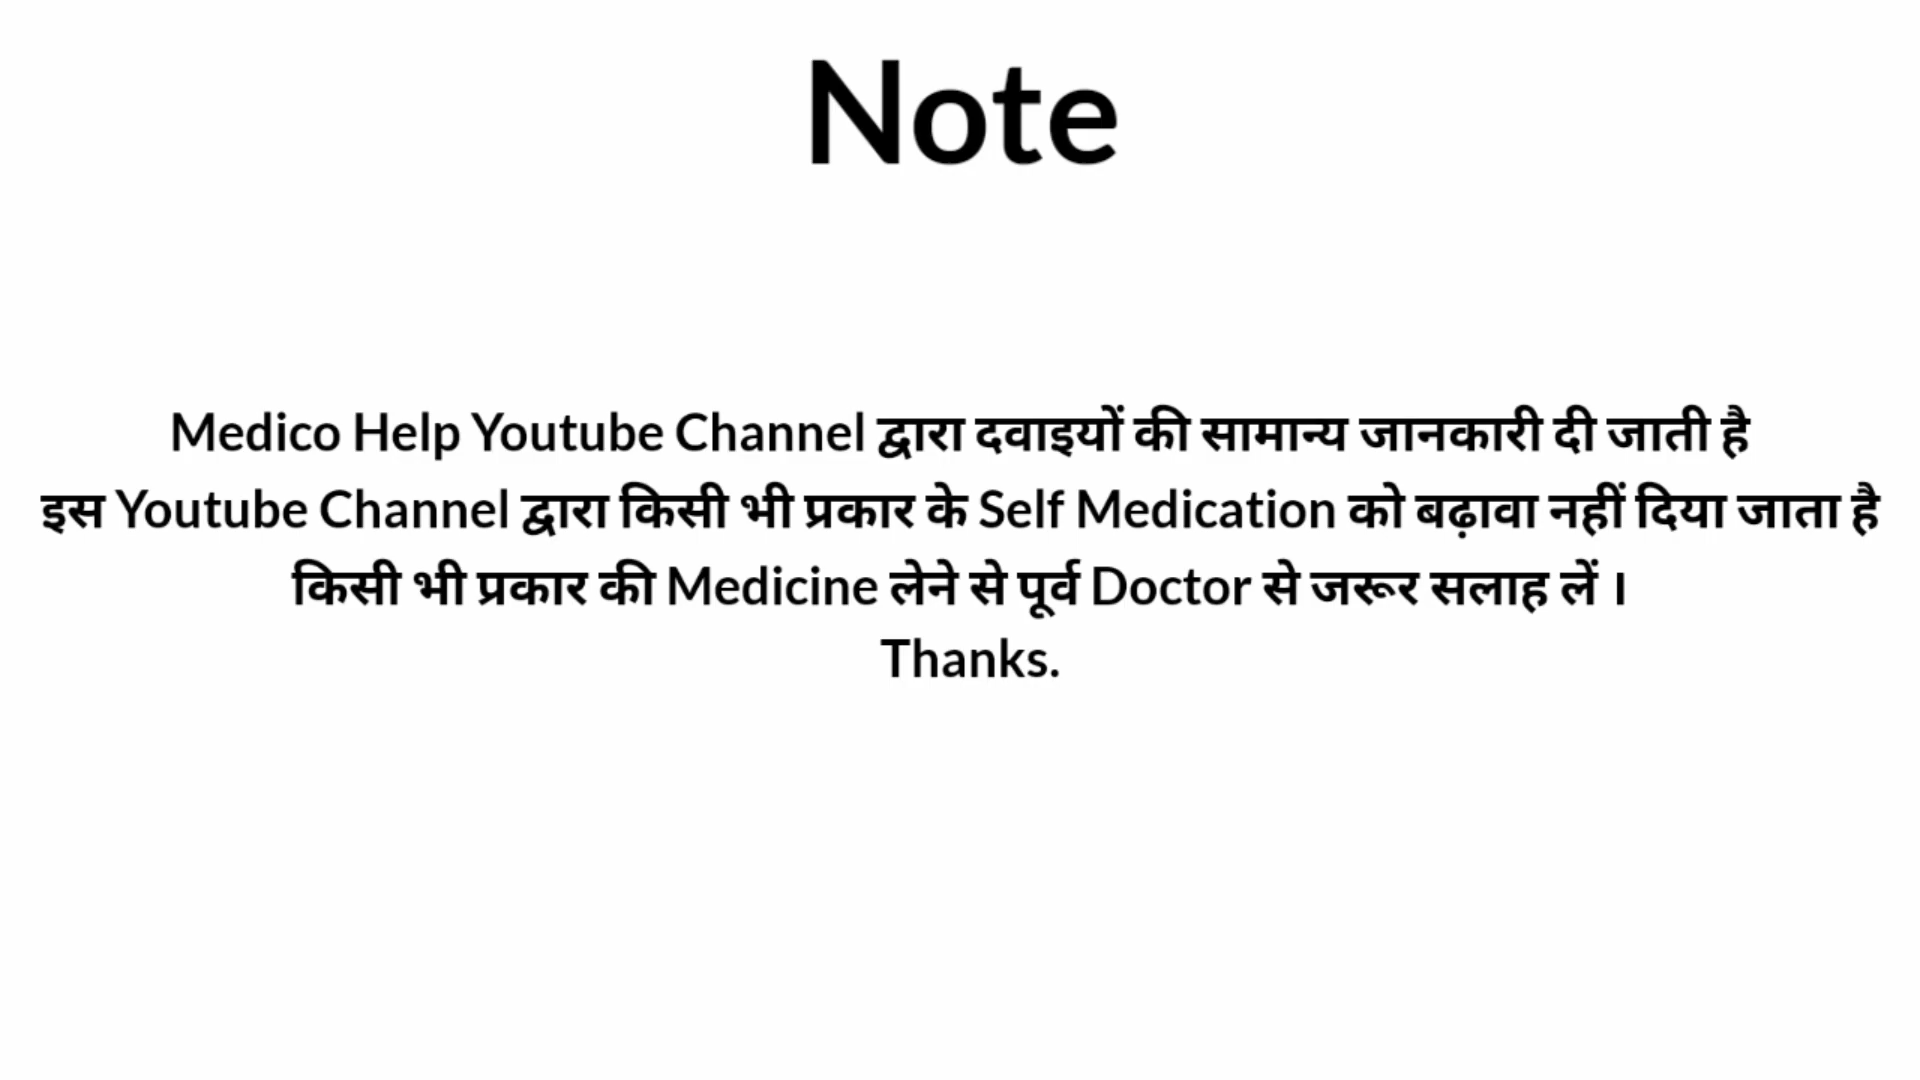 Note
Medico Help Youtube Channel द्वारा दवाइयों की सामान्य जानकारी दी जाती है
इस Youtube Channel द्वारा किसी भी प्रकार के Self Medication को बढ़ावा नहीं दिया जाता है
किसी भी प्रकार की Medicine लेने से पूर्व Doctor से जरूर सलाह लें ।
Thanks.